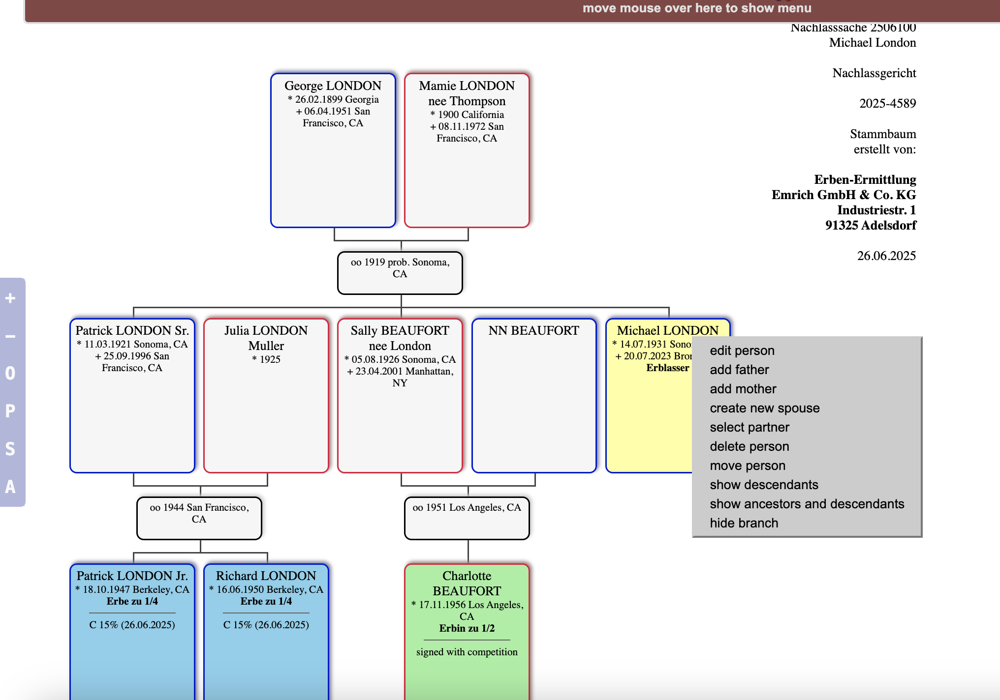 move mouse over here to show menu
Nachlasssache 2506100
Michael London
Nachlassgericht
2025-4589
Stammbaum
erstellt von:
Erben-Ermittlung
Emrich GmbH & Co. KG
Industriestr. 1
91325 Adelsdorf
26.06.2025
George LONDON
* 26.02.1899 Georgia
+ 06.04.1951 San
Francisco, CA
Mamie LONDON
nee Thompson
* 1900 California
+ 08.11.1972 San
Francisco, CA
oo 1919 prob. Sonoma,
CA
+
−
O
P
S
A
Patrick LONDON Sr.
* 11.03.1921 Sonoma, CA
+ 25.09.1996 San
Francisco, CA
Julia LONDON
Muller
* 1925
Sally BEAUFORT
nee London
* 05.08.1926 Sonoma, CA
+ 23.04.2001 Manhattan,
NY
NN BEAUFORT
Michael LONDON
* 14.07.1931 Sono
+ 20.07.2023 Bron
Erblasser
edit person
add father
add mother
create new spouse
select partner
delete person
move person
show descendants
show ancestors and descendants
hide branch
oo 1944 San Francisco,
CA
oo 1951 Los Angeles, CA
Patrick LONDON Jr.
* 18.10.1947 Berkeley, CA
Erbe zu 1/4
C 15% (26.06.2025)
Richard LONDON
* 16.06.1950 Berkeley, CA
Erbe zu 1/4
C 15% (26.06.2025)
Charlotte
BEAUFORT
* 17.11.1956 Los Angeles,
CA
Erbin zu 1/2
signed with competition